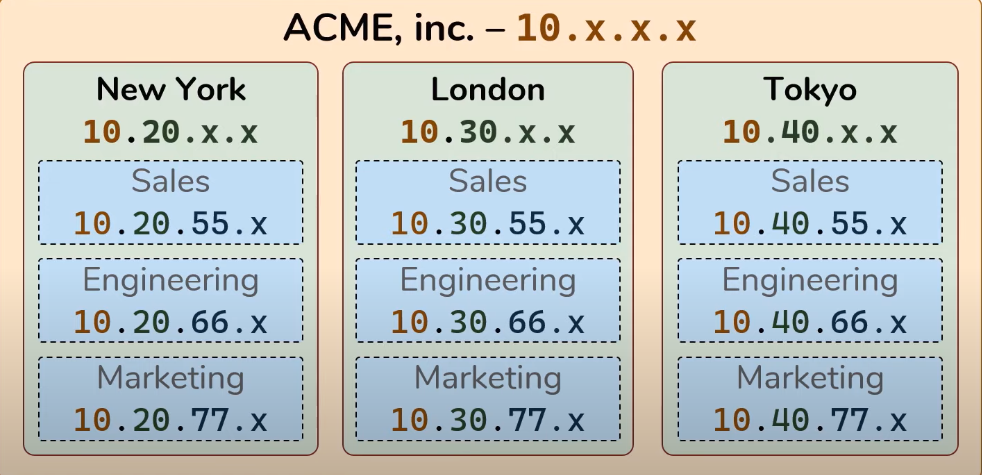 ACME, inc. – 10.x.x.x
New York
10.20.x.x
Sales
10.20.55.x
Engineering
10.20.66.x
Marketing
10.20.77.x
London
10.30.x.x
Sales
10.30.55.x
Engineering
10.30.66.x
Marketing
10.30.77.x
Tokyo
10.40.x.x
Sales
10.40.55.x
Engineering
10.40.66.x
Marketing
10.40.77.x